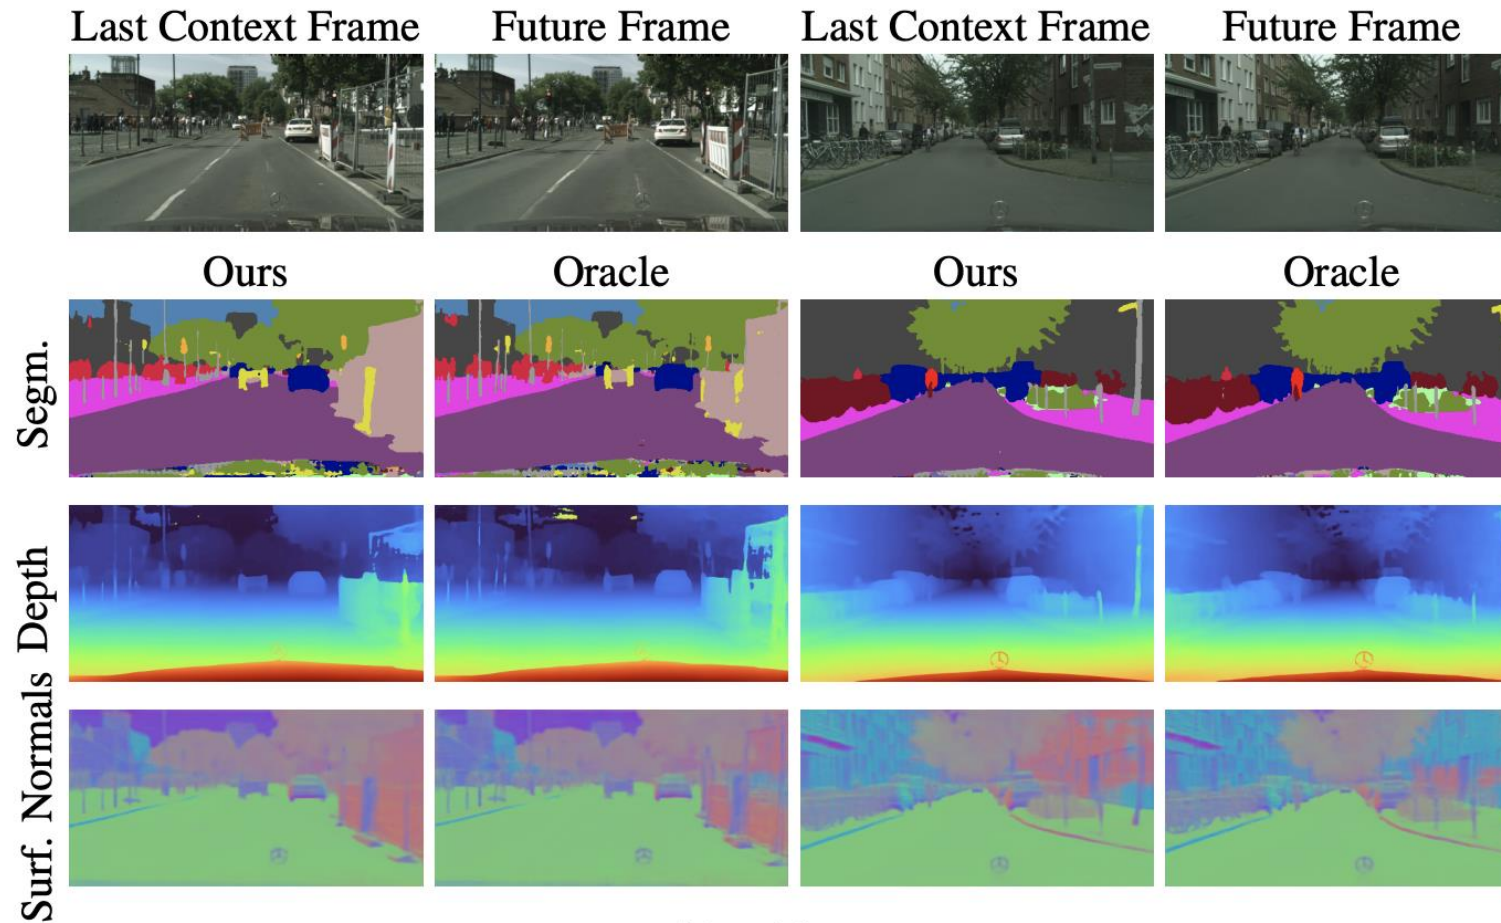 Last Context Frame Future Frame Last Context Frame Future Frame
Ours Oracle Ours Oracle
Segm.
Depth
Surf. Normals